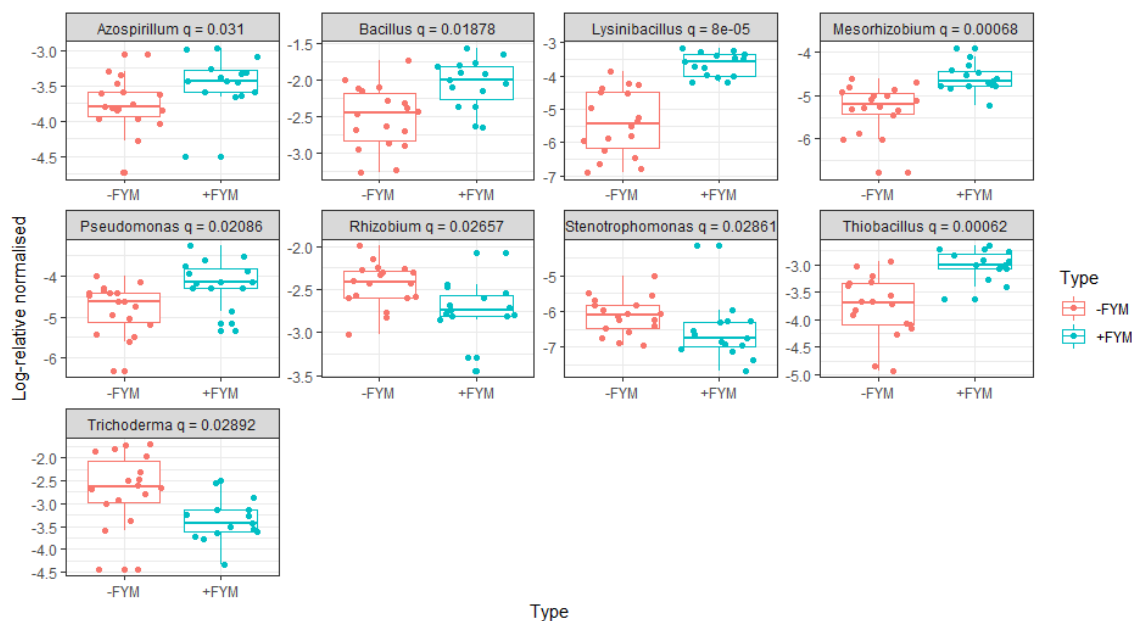 Azospirillum q = 0.031
Bacillus q = 0.01878
Lysinibacillus q = 8e-05
Mesorhizobium q = 0.00068
-3.0
-3.5
-4.0
-4.5
-1.5
-2.0
-2.5
-3.0
-3
-4
-5
-6
-7
-4
-5
-6
-FYM
+FYM
-FYM
+FYM
-FYM
+FYM
-FYM
+FYM
Pseudomonas q = 0.02086
Rhizobium q = 0.02657
Stenotrophomonas q = 0.02861
Thiobacillus q = 0.00062
-4
-5
-6
-2.0
-2.5
-3.0
-3.5
-5
-6
-7
-3.0
-3.5
-4.0
-4.5
-5.0
-FYM
+FYM
-FYM
+FYM
-FYM
+FYM
-FYM
+FYM
Trichoderma q = 0.02892
-2.0
-2.5
-3.0
-3.5
-4.0
-4.5
-FYM
+FYM
Log-relative normalised
Type
Type
-FYM
+FYM